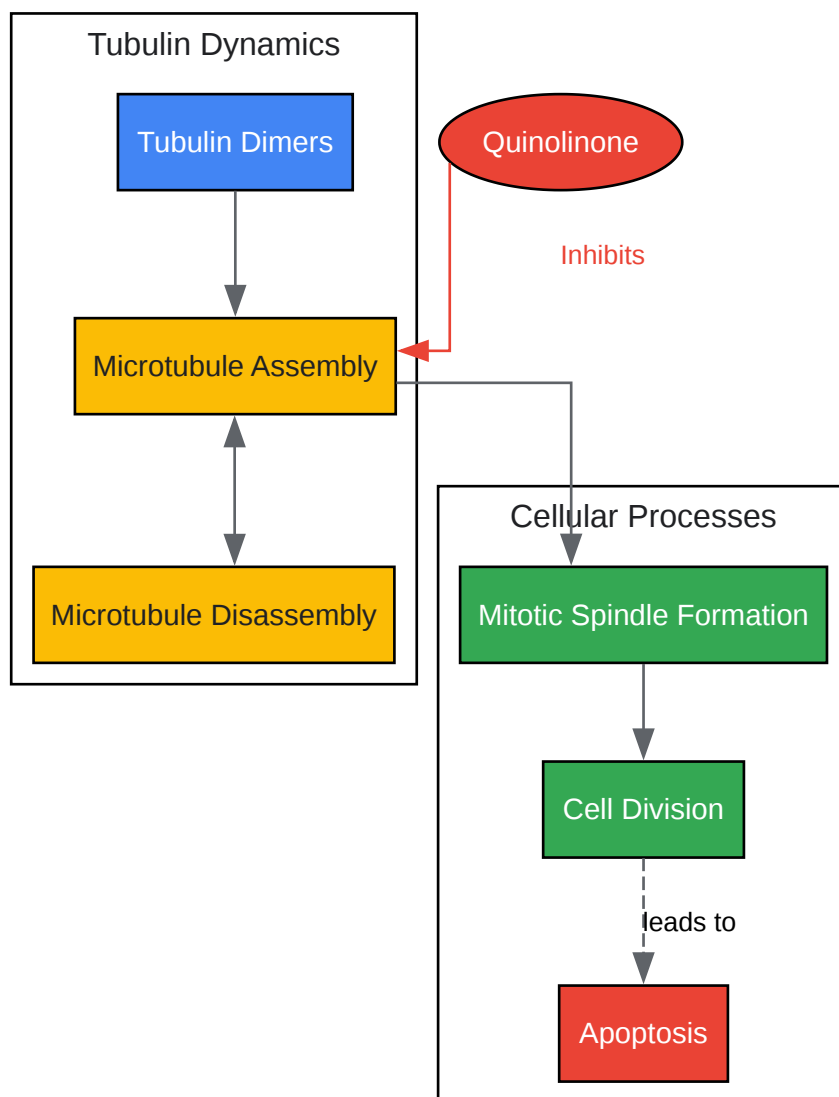 Tubulin Dynamics
Tubulin Dimers
Quinolinone
Inhibits
Microtubule Assembly
Microtubule Disassembly
Cellular Processes
Mitotic Spindle Formation
Cell Division
leads to
Apoptosis